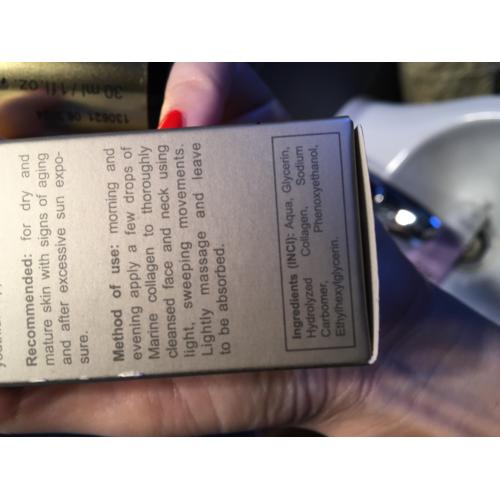 Recommended: for dry and
mature skin with signs of aging
and after excessive sun expo-
sure.
Method of use: morning and
evening apply a few drops of
Marine collagen to thoroughly
cleansed face and neck using
light, sweeping movements.
Lightly massage and leave
to be absorbed.
Ingredients (INCI): Aqua, Glycerin,
Hydrolyzed Collagen, Sodium
Carbomer, Phenoxyethanol,
Ethylhexylglycerin.
30 ml / 1 fl.oz.